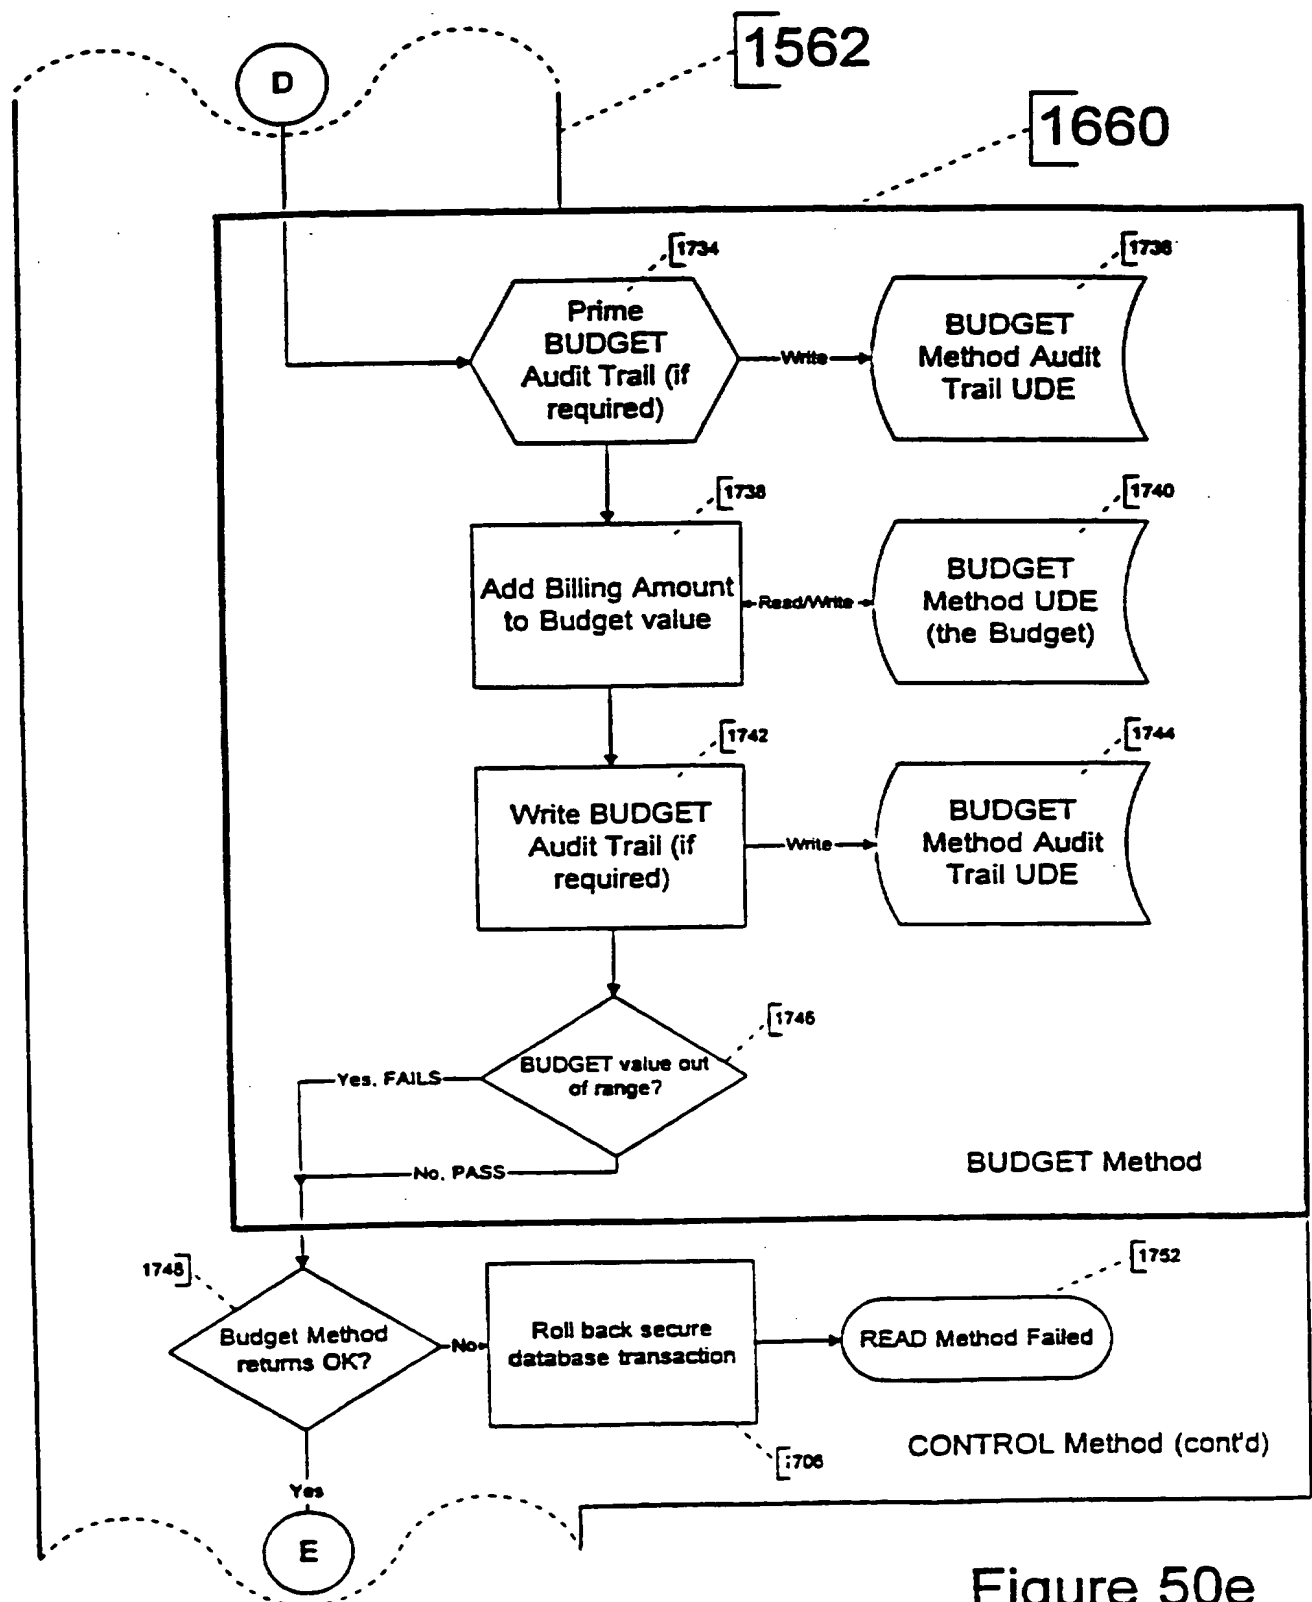 1562
D
1660
1734
1736
Prime
BUDGET
Audit Trail (if
required)
Write
BUDGET
Method Audit
Trail UDE
1738
1740
Add Billing Amount
to Budget value
Read/Write
BUDGET
Method UDE
(the Budget)
1742
1744
Write BUDGET
Audit Trail (if
required)
Write
BUDGET
Method Audit
Trail UDE
1746
BUDGET value out
of range?
Yes, FAILS
No, PASS
BUDGET Method
1748
1752
Budget Method
returns OK?
No
Roll back secure
database transaction
READ Method Failed
1706
CONTROL Method (cont'd)
Yes
E
Figure 50e